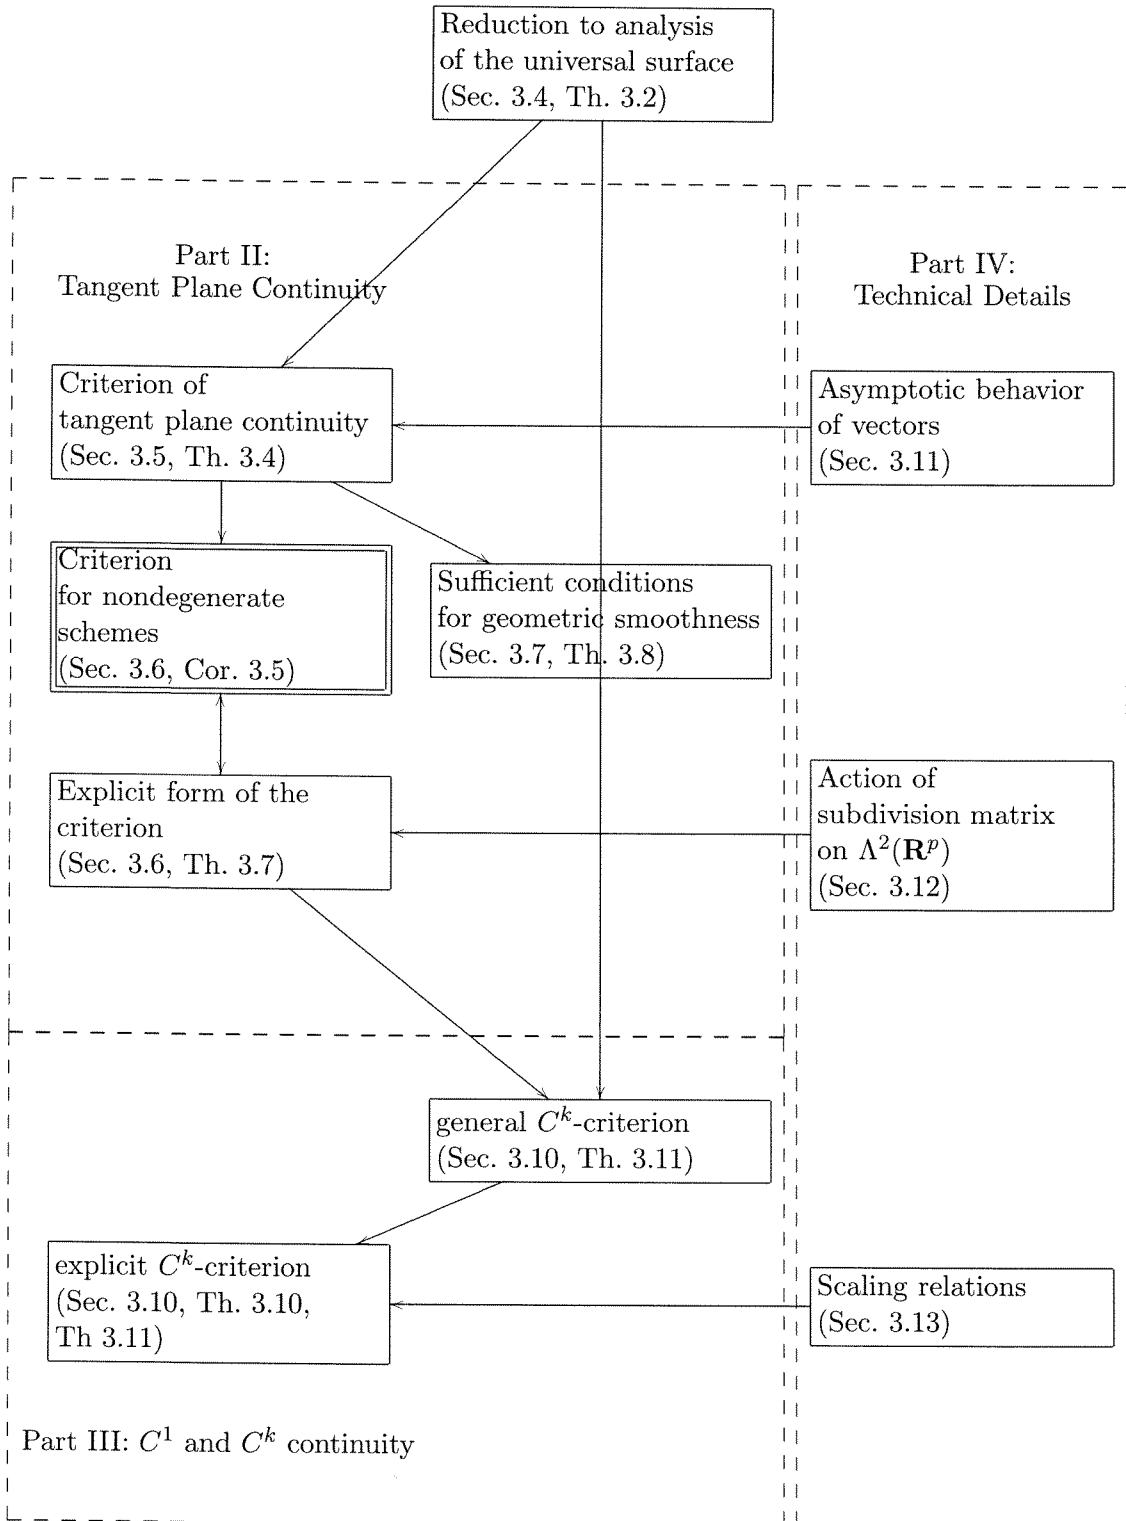 Reduction to analysis
of the universal surface
(Sec. 3.4, Th. 3.2)
Part II:
Tangent Plane Continuity
Part IV:
Technical Details
Criterion of
tangent plane continuity
(Sec. 3.5, Th. 3.4)
Asymptotic behavior
of vectors
(Sec. 3.11)
Criterion
for nondegenerate
schemes
(Sec. 3.6, Cor. 3.5)
Sufficient conditions
for geometric smoothness
(Sec. 3.7, Th. 3.8)
Explicit form of the
criterion
(Sec. 3.6, Th. 3.7)
Action of
subdivision matrix
on Λ²(𝐑ᵖ)
(Sec. 3.12)
general Cᵏ-criterion
(Sec. 3.10, Th. 3.11)
explicit Cᵏ-criterion
(Sec. 3.10, Th. 3.10,
Th 3.11)
Scaling relations
(Sec. 3.13)
Part III: C¹ and Cᵏ continuity